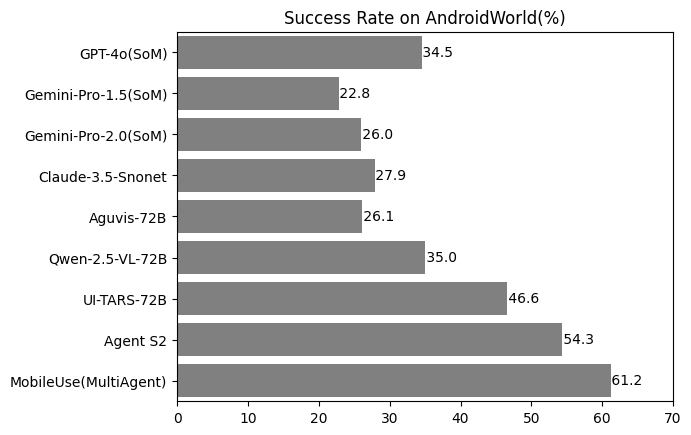 Success Rate on AndroidWorld(%)
GPT-4o(SoM) 34.5
Gemini-Pro-1.5(SoM) 22.8
Gemini-Pro-2.0(SoM) 26.0
Claude-3.5-Snonet 27.9
Aguvis-72B 26.1
Qwen-2.5-VL-72B 35.0
UI-TARS-72B 46.6
Agent S2 54.3
MobileUse(MultiAgent) 61.2
0 10 20 30 40 50 60 70